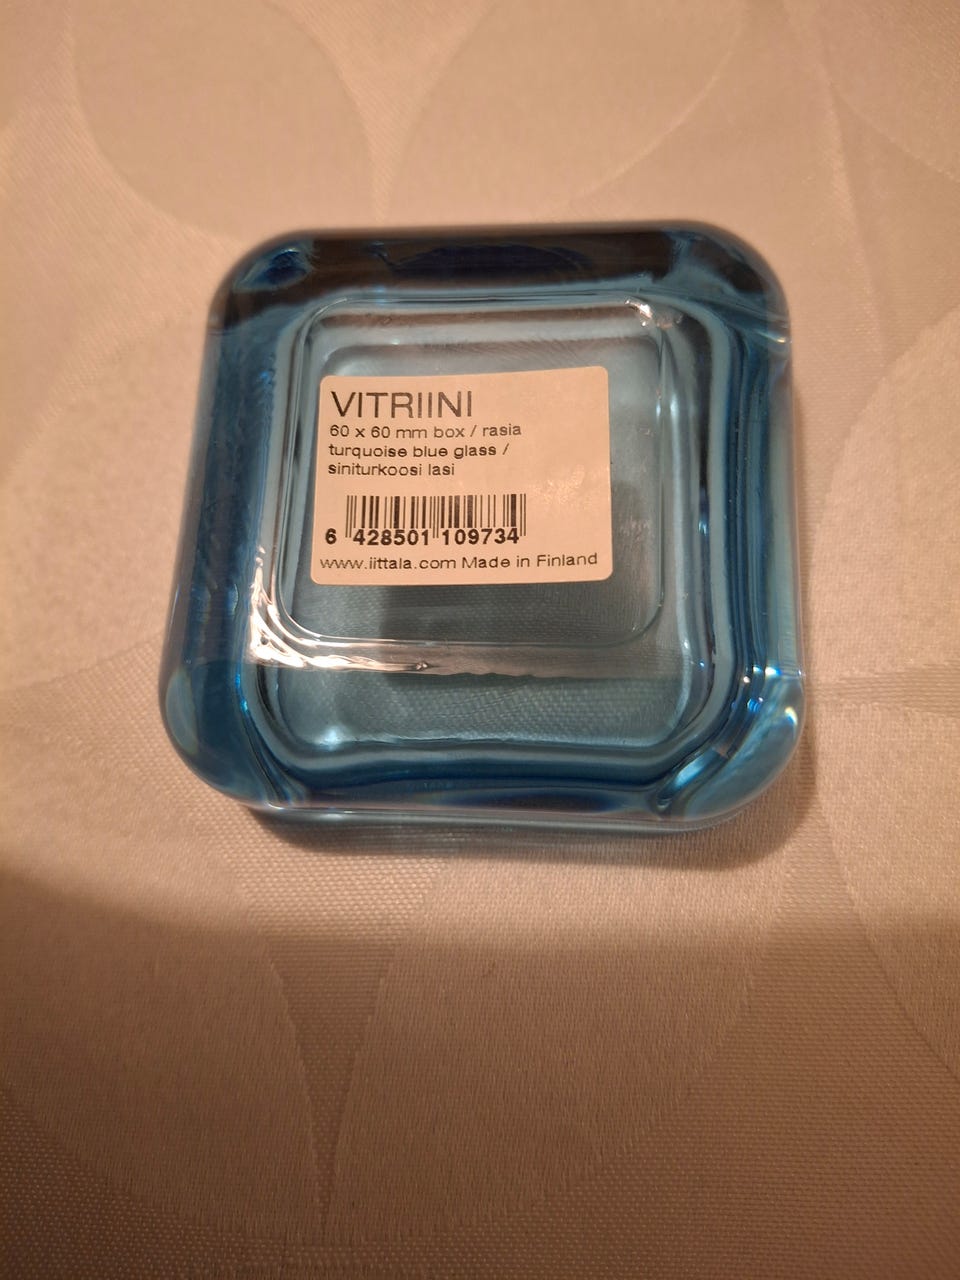 VITRIINI
60 x 60 mm box / rasia
turquoise blue glass /
siniturkoosi lasi
6 428501 109734
www.iittala.com Made in Finland